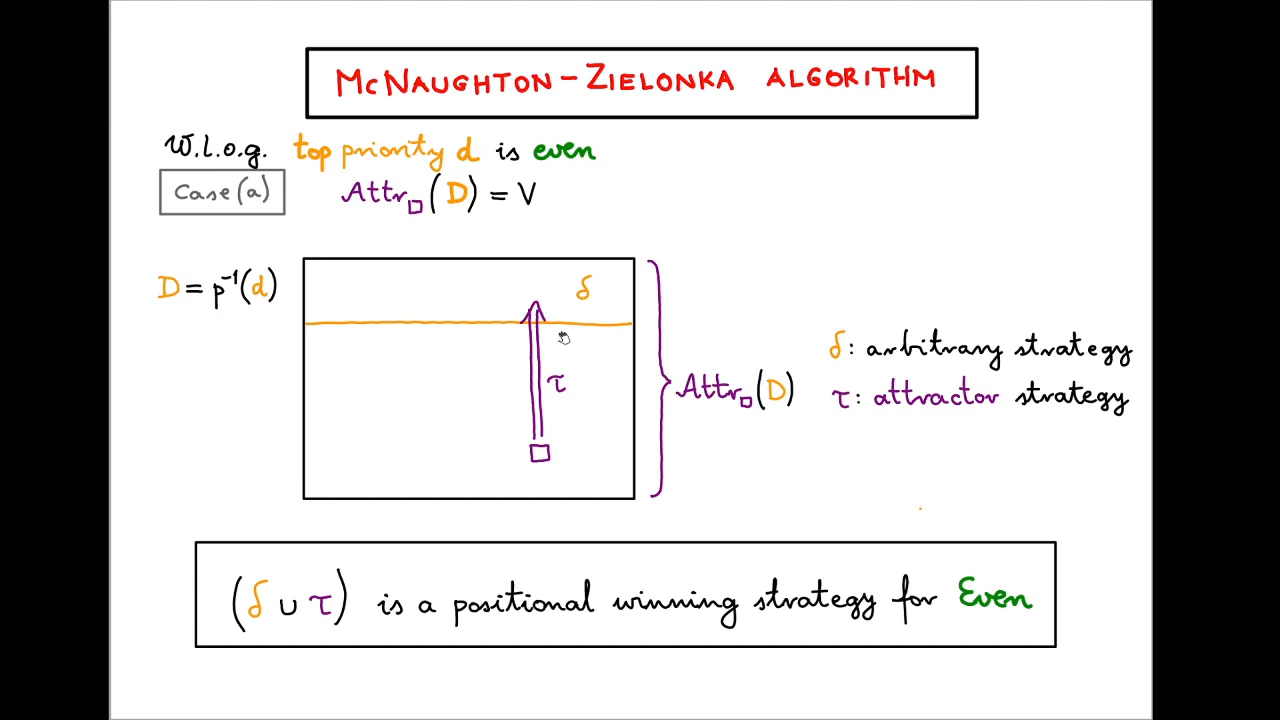 McNAUGHTON-ZIELONKA ALGORITHM
W.l.o.g. top priority d is even
Case (a) Attr□(D) = V
D = p⁻¹(d)
δ
τ
Attr□(D)
δ: arbitrary strategy
τ: attractor strategy
(δ ∪ τ) is a positional winning strategy for Even